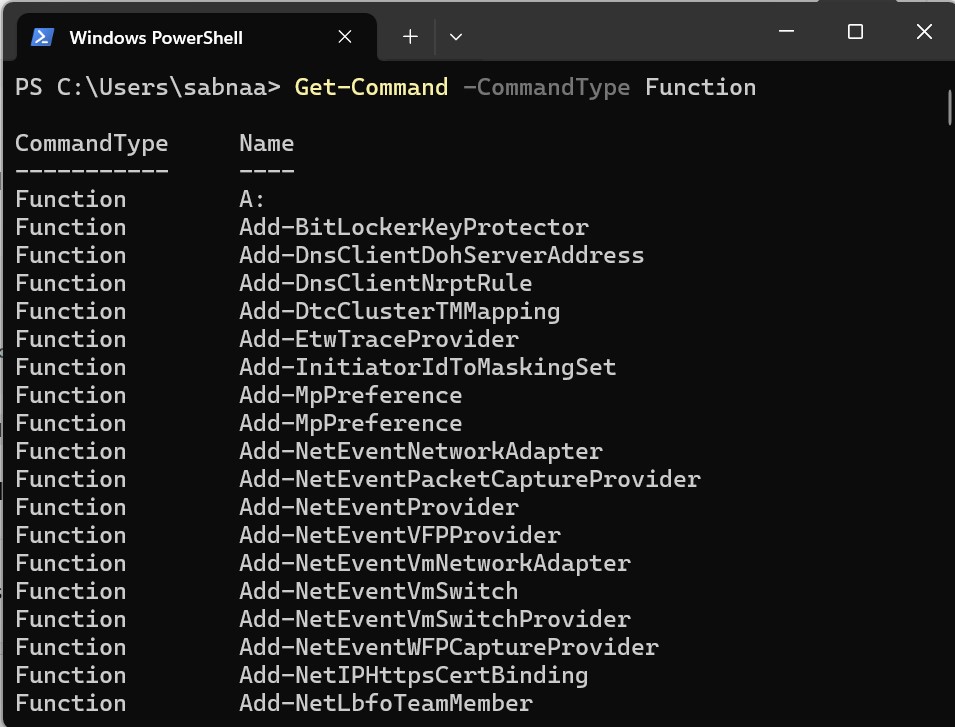 Windows PowerShell
PS C:\Users\sabnaa> Get-Command -CommandType Function
CommandType     Name
-----------     ----
Function        A:
Function        Add-BitLockerKeyProtector
Function        Add-DnsClientDohServerAddress
Function        Add-DnsClientNrptRule
Function        Add-DtcClusterTMMapping
Function        Add-EtwTraceProvider
Function        Add-InitiatorIdToMaskingSet
Function        Add-MpPreference
Function        Add-MpPreference
Function        Add-NetEventNetworkAdapter
Function        Add-NetEventPacketCaptureProvider
Function        Add-NetEventProvider
Function        Add-NetEventVFPProvider
Function        Add-NetEventVmNetworkAdapter
Function        Add-NetEventVmSwitch
Function        Add-NetEventVmSwitchProvider
Function        Add-NetEventWFPCaptureProvider
Function        Add-NetIPHttpsCertBinding
Function        Add-NetLbfoTeamMember